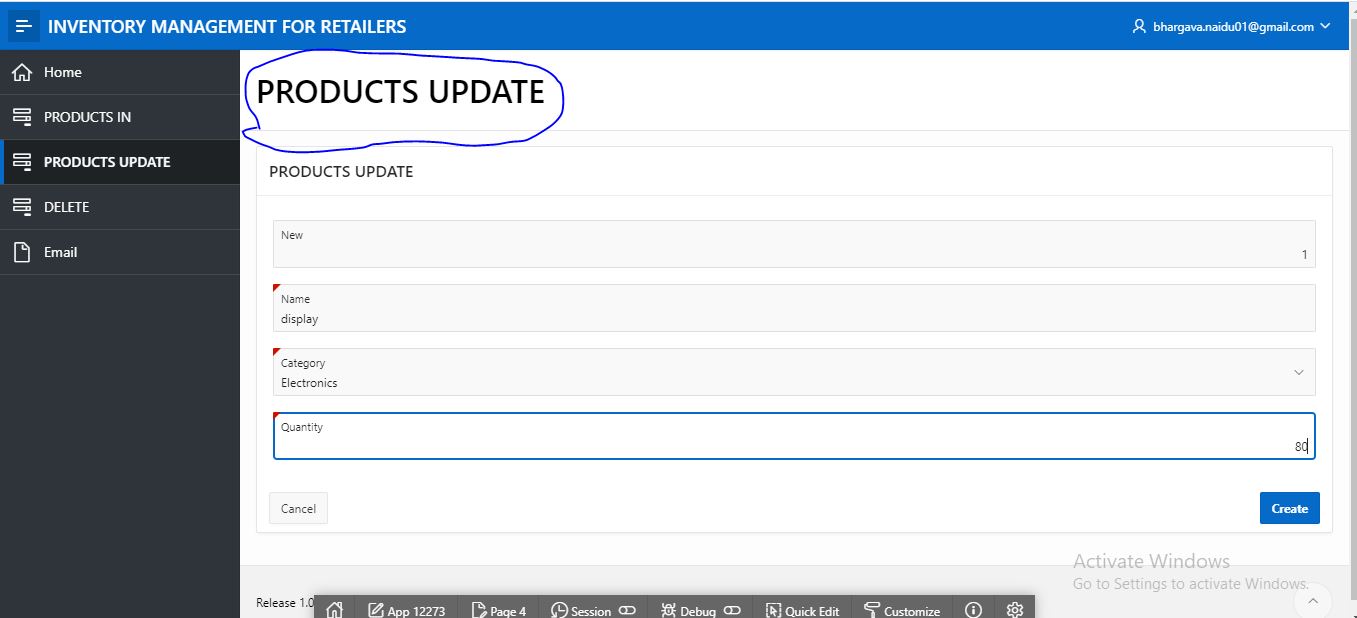 INVENTORY MANAGEMENT FOR RETAILERS
bhargava.naidu01@gmail.com
Home
PRODUCTS IN
PRODUCTS UPDATE
DELETE
Email
PRODUCTS UPDATE
PRODUCTS UPDATE
New
1
Name
display
Category
Electronics
Quantity
80
Cancel
Create
Activate Windows
Go to Settings to activate Windows.
Release 1.0
App 12273
Page 4
Session
Debug
Quick Edit
Customize